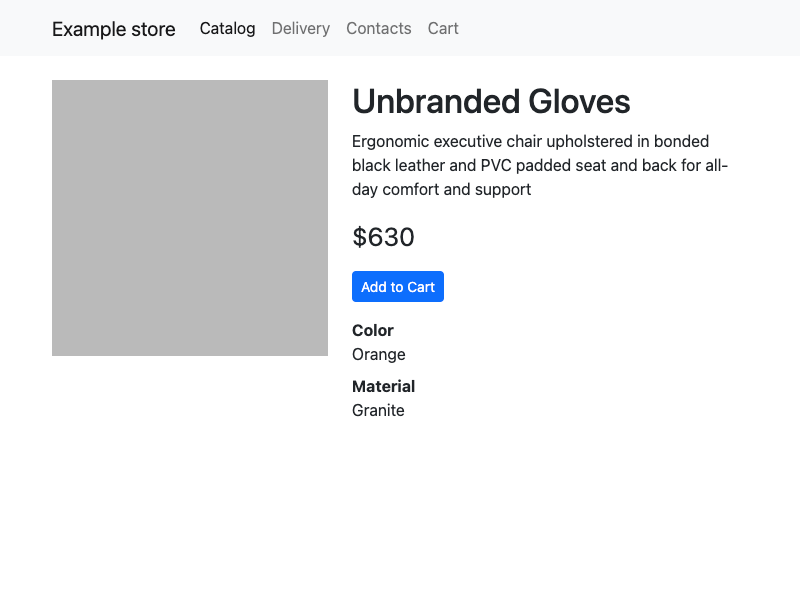 Example store Catalog Delivery Contacts Cart
Unbranded Gloves
Ergonomic executive chair upholstered in bonded
black leather and PVC padded seat and back for all-
day comfort and support
$630
Add to Cart
Color
Orange
Material
Granite